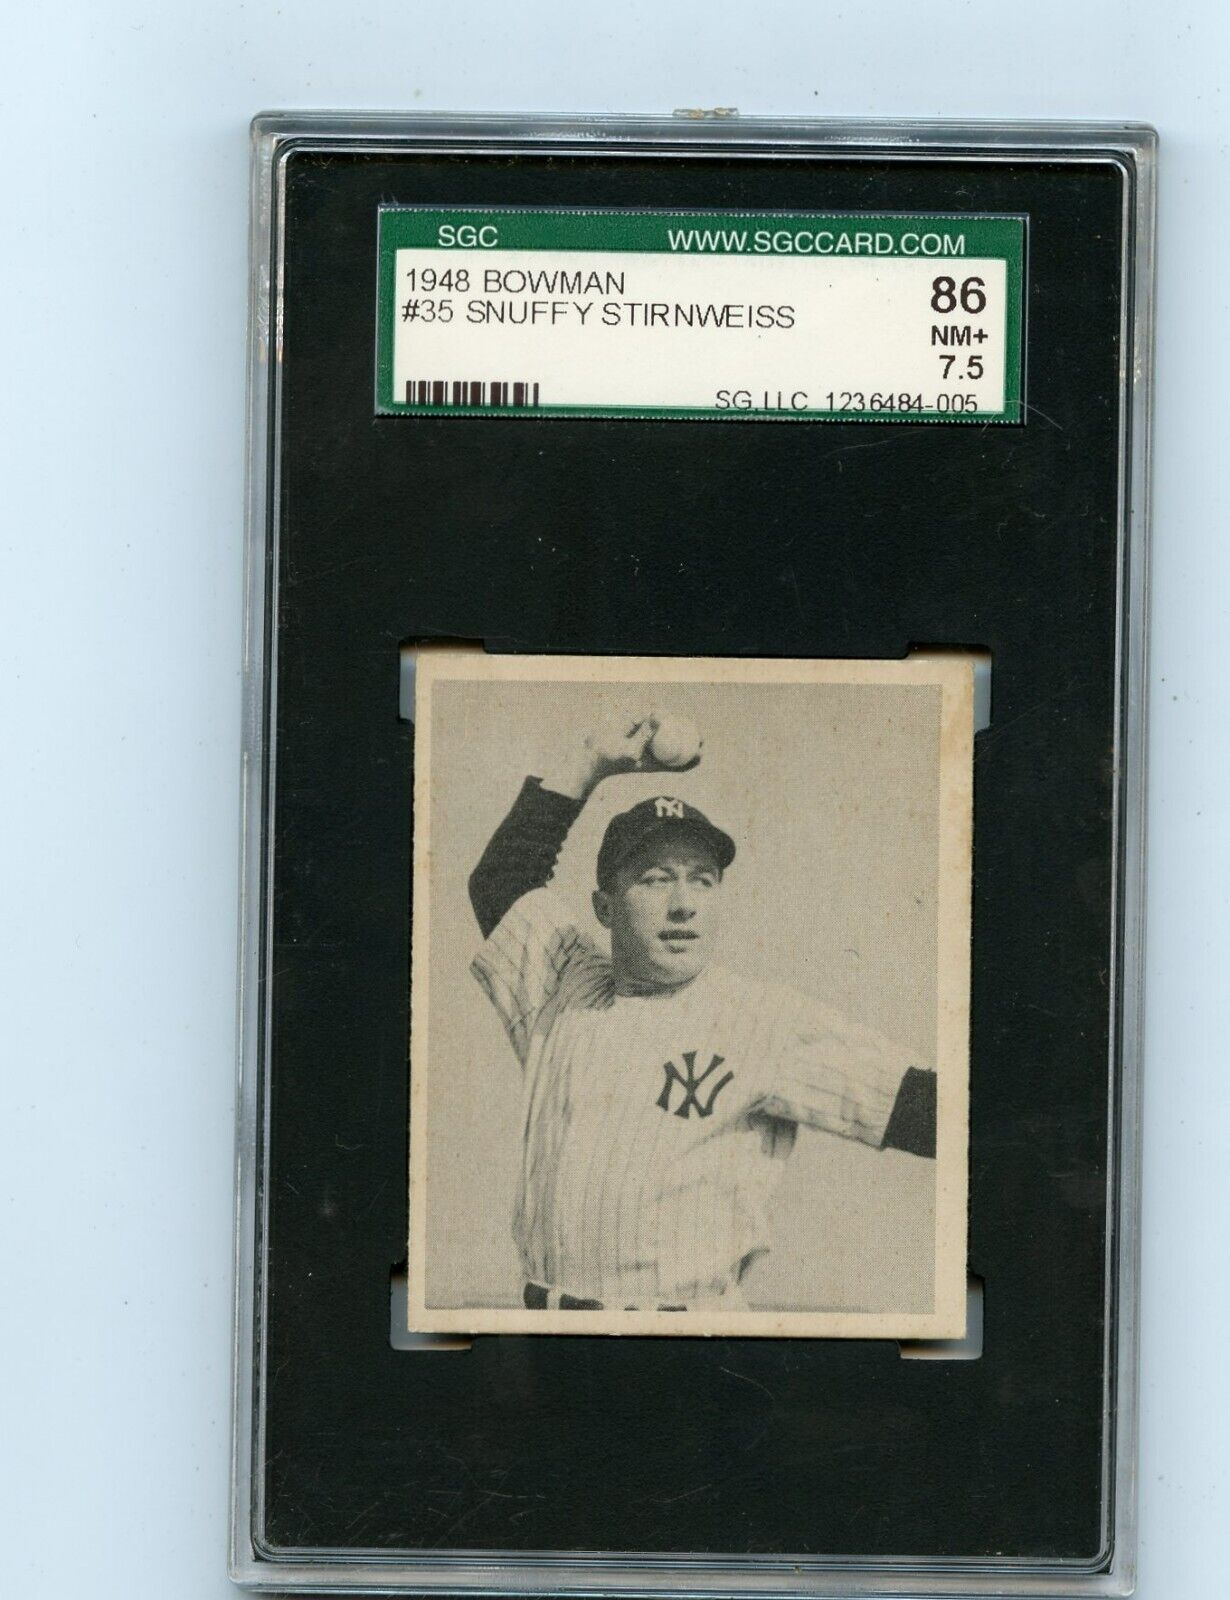 SGC WWW.SGCCARD.COM
1948 BOWMAN 86
#35 SNUFFY STIRNWEISS NM+
7.5
SG,LLC 1236484-005
NY
NY